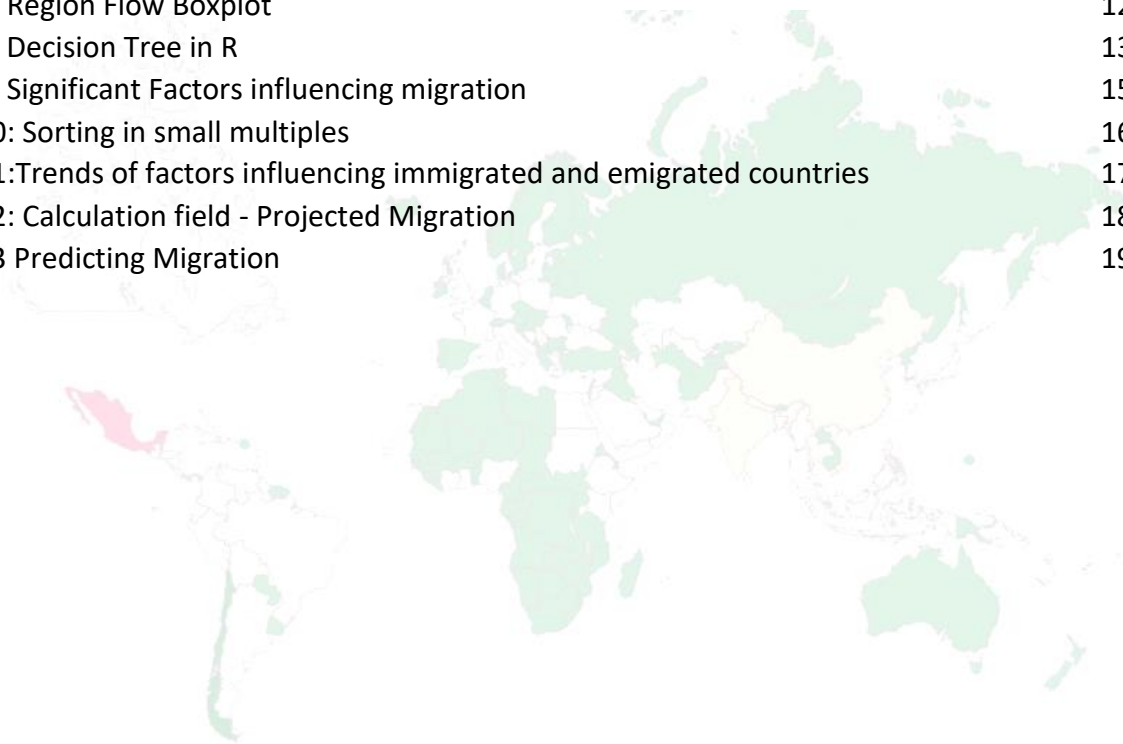 Region Flow Boxplot 12
Decision Tree in R 13
Significant Factors influencing migration 15
0: Sorting in small multiples 16
1:Trends of factors influencing immigrated and emigrated countries 17
2: Calculation field - Projected Migration 18
3 Predicting Migration 19